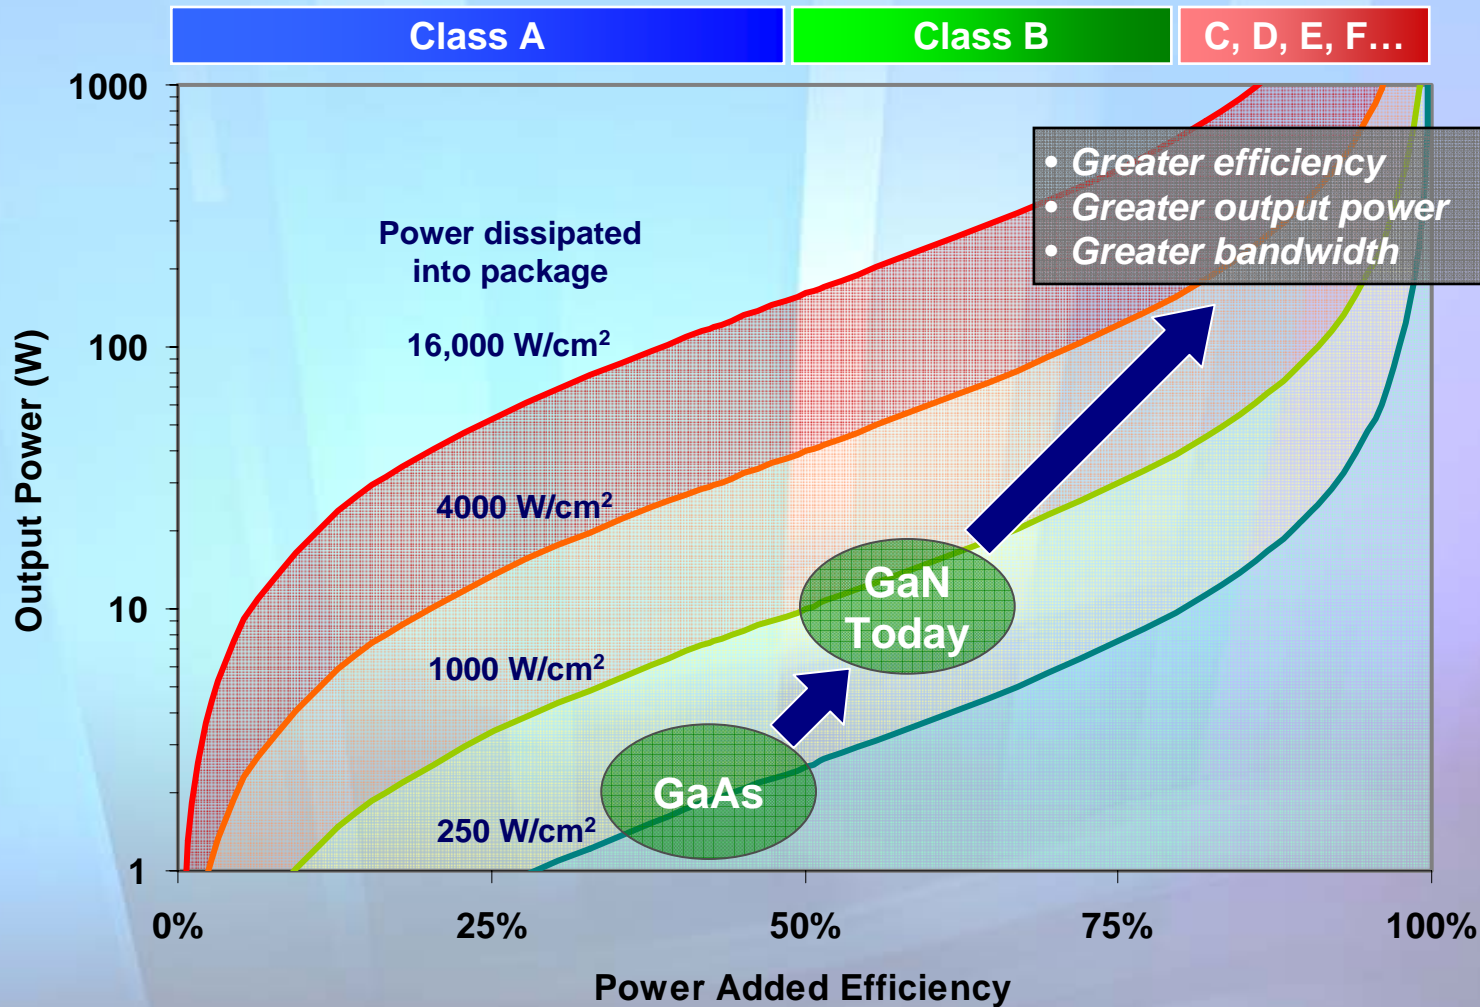 Class A
Class B
C, D, E, F…
1000
100
10
1
Output Power (W)
• Greater efficiency
• Greater output power
• Greater bandwidth
Power dissipated
into package
16,000 W/cm²
4000 W/cm²
1000 W/cm²
250 W/cm²
GaN
Today
GaAs
0%
25%
50%
75%
100%
Power Added Efficiency